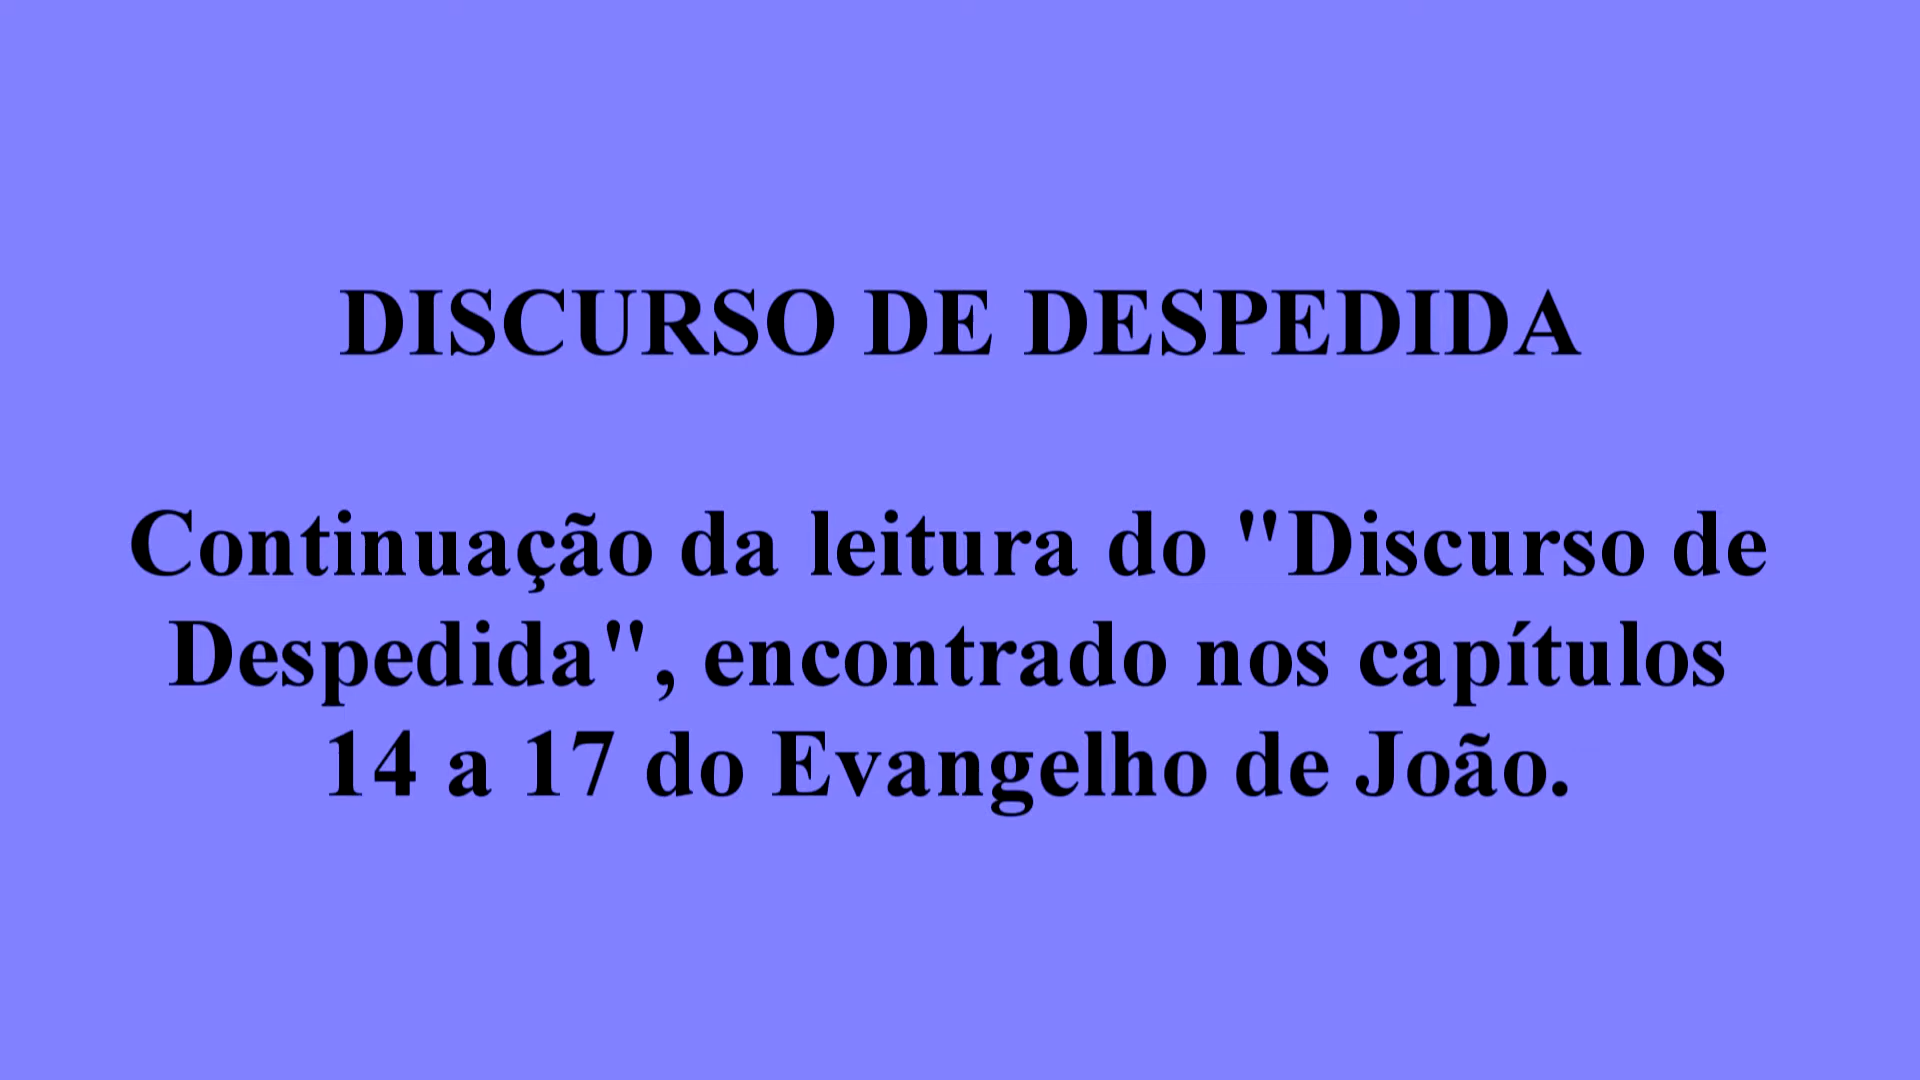 DISCURSO DE DESPEDIDA
Continuação da leitura do "Discurso de
Despedida", encontrado nos capítulos
14 a 17 do Evangelho de João.